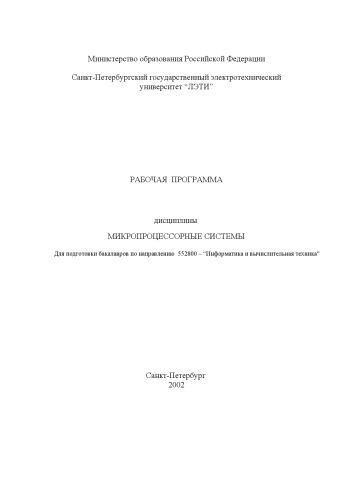 Министерство образования Российской Федерации
Санкт-Петербургский государственный электротехнический
университет “ЛЭТИ”
РАБОЧАЯ ПРОГРАММА
дисциплины
МИКРОПРОЦЕССОРНЫЕ СИСТЕМЫ
Для подготовки бакалавров по направлению 552800 – “Информатика и вычислительная техника”
Санкт-Петербург
2002